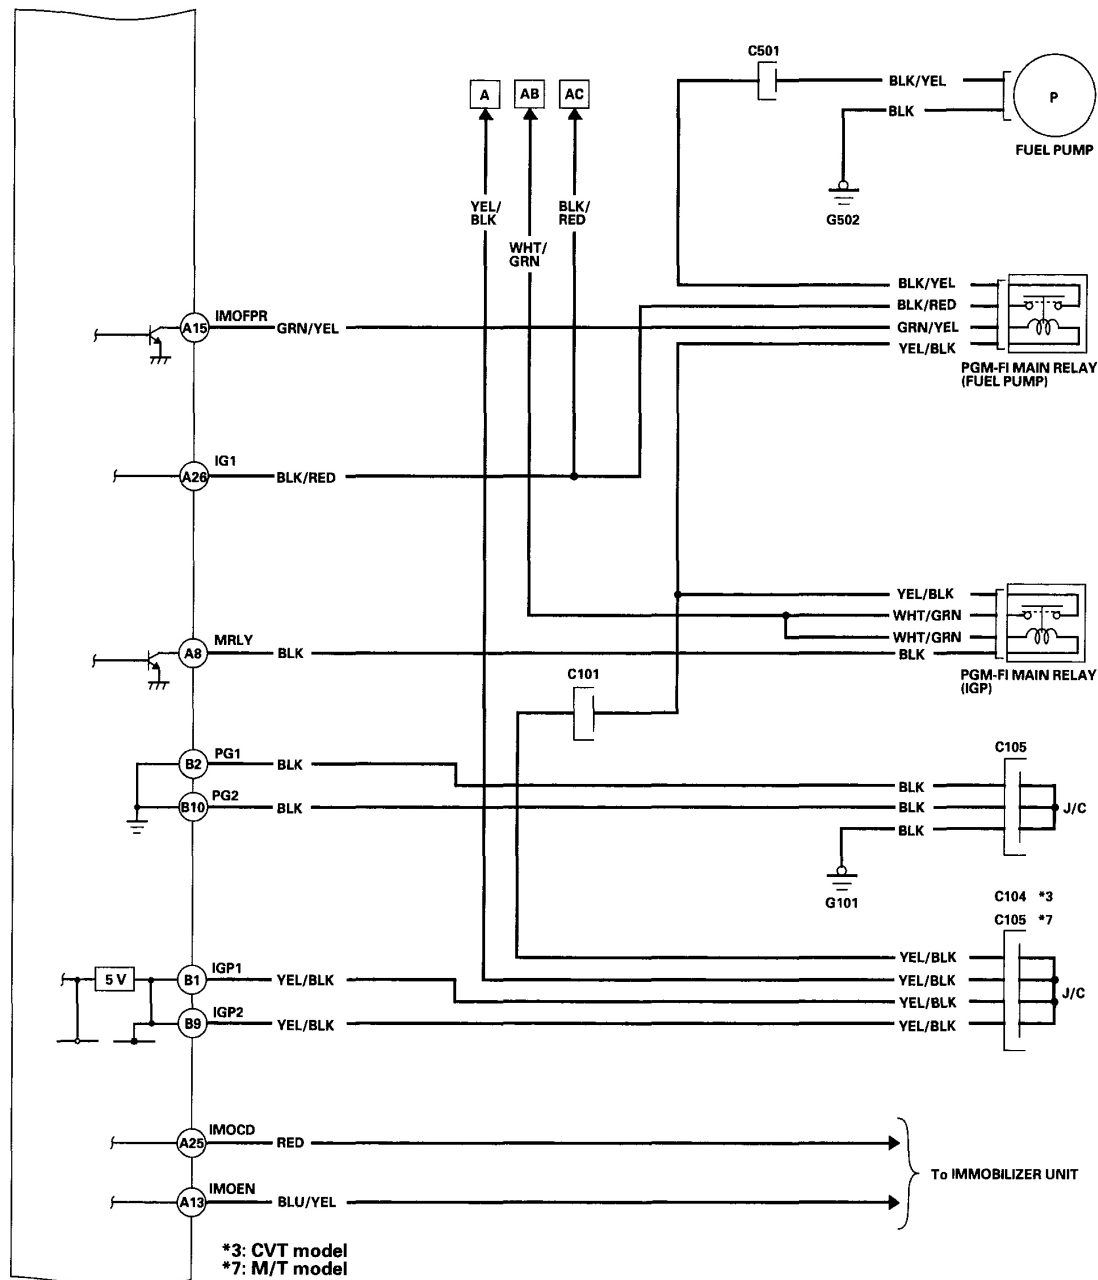 C501
BLK/YEL
P
BLK
FUEL PUMP
G502
A
AB
AC
YEL/
BLK
WHT/
GRN
BLK/
RED
BLK/YEL
BLK/RED
GRN/YEL
YEL/BLK
PGM-FI MAIN RELAY
(FUEL PUMP)
A15
IMOFPR
GRN/YEL
A26
IG1
BLK/RED
YEL/BLK
WHT/GRN
WHT/GRN
BLK
PGM-FI MAIN RELAY
(IGP)
A8
MRLY
BLK
C101
B2
PG1
BLK
B10
PG2
BLK
C105
BLK
BLK
BLK
J/C
G101
C104 *3
C105 *7
5 V
B1
IGP1
YEL/BLK
B9
IGP2
YEL/BLK
YEL/BLK
YEL/BLK
YEL/BLK
YEL/BLK
J/C
A25
IMOCD
RED
A13
IMOEN
BLU/YEL
To IMMOBILIZER UNIT
*3: CVT model
*7: M/T model